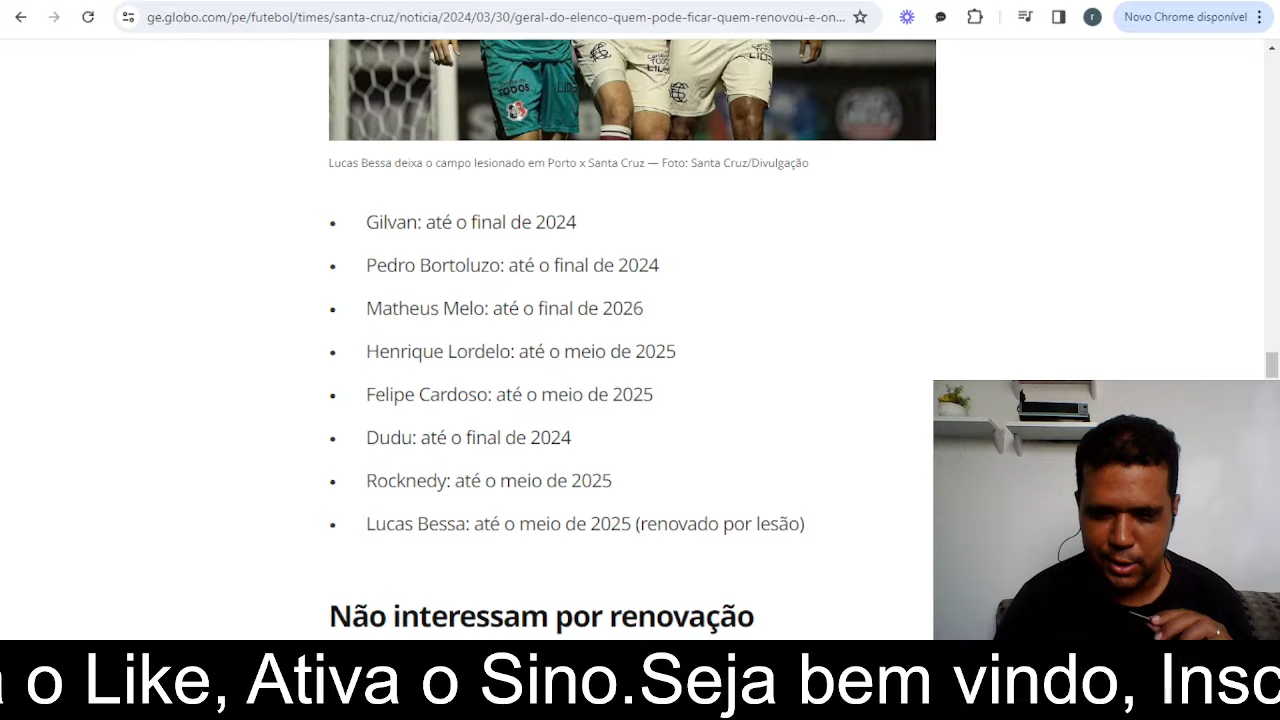 ge.globo.com/pe/futebol/times/santa-cruz/noticia/2024/03/30/geral-do-elenco-quem-pode-ficar-quem-renovou-e-on...
r
Novo Chrome disponível
TODOS
LIDE
Lucas Bessa deixa o campo lesionado em Porto x Santa Cruz — Foto: Santa Cruz/Divulgação
• Gilvan: até o final de 2024
• Pedro Bortoluzo: até o final de 2024
• Matheus Melo: até o final de 2026
• Henrique Lordelo: até o meio de 2025
• Felipe Cardoso: até o meio de 2025
• Dudu: até o final de 2024
• Rocknedy: até o meio de 2025
• Lucas Bessa: até o meio de 2025 (renovado por lesão)
Não interessam por renovação
a o Like, Ativa o Sino.Seja bem vindo, Insc